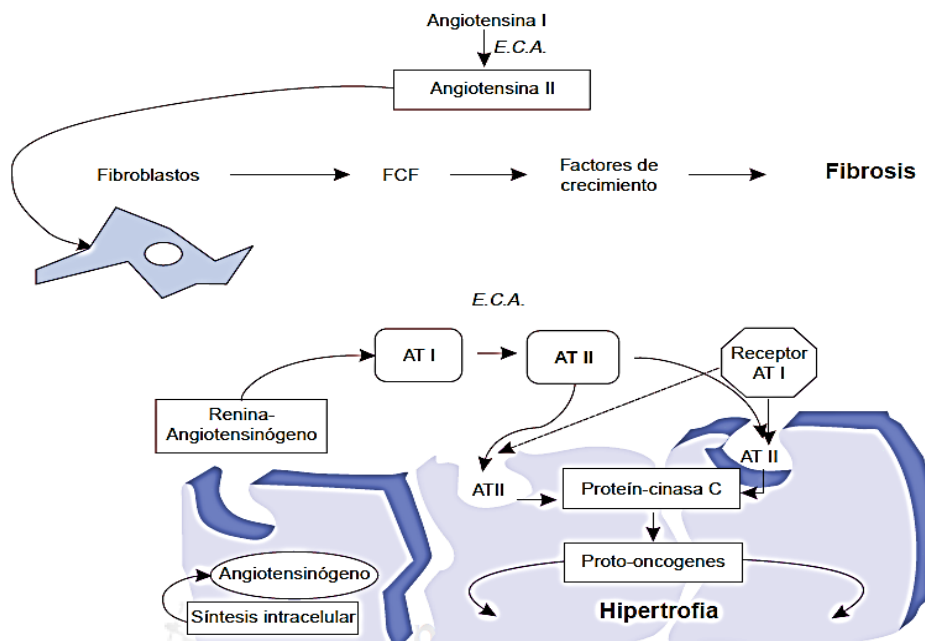 Angiotensina I
E.C.A.
Angiotensina II
Fibroblastos
FCF
Factores de
crecimiento
Fibrosis
E.C.A.
AT I
AT II
Receptor
AT I
Renina-
Angiotensinógeno
ATII
AT II
Proteín-cinasa C
Angiotensinógeno
Proto-oncogenes
Síntesis intracelular
Hipertrofia